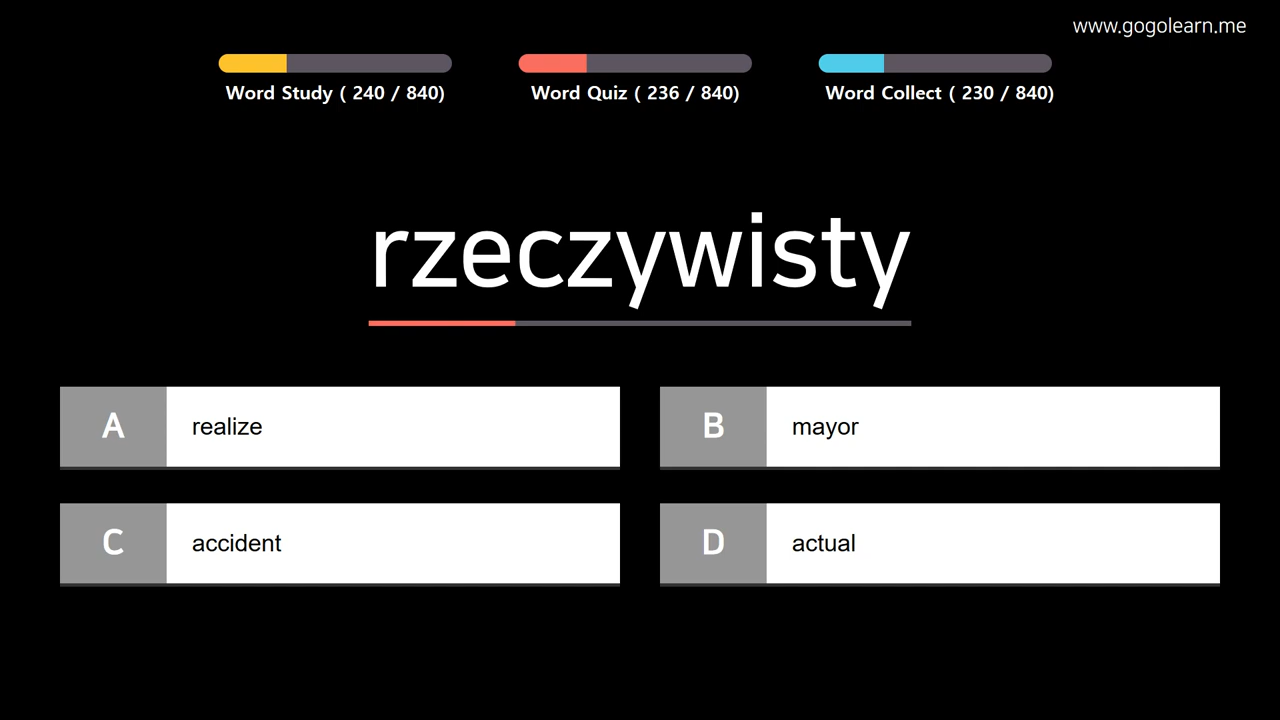 www.gogolearn.me
Word Study ( 240 / 840)
Word Quiz ( 236 / 840)
Word Collect ( 230 / 840)
rzeczywisty
A realize
B mayor
C accident
D actual